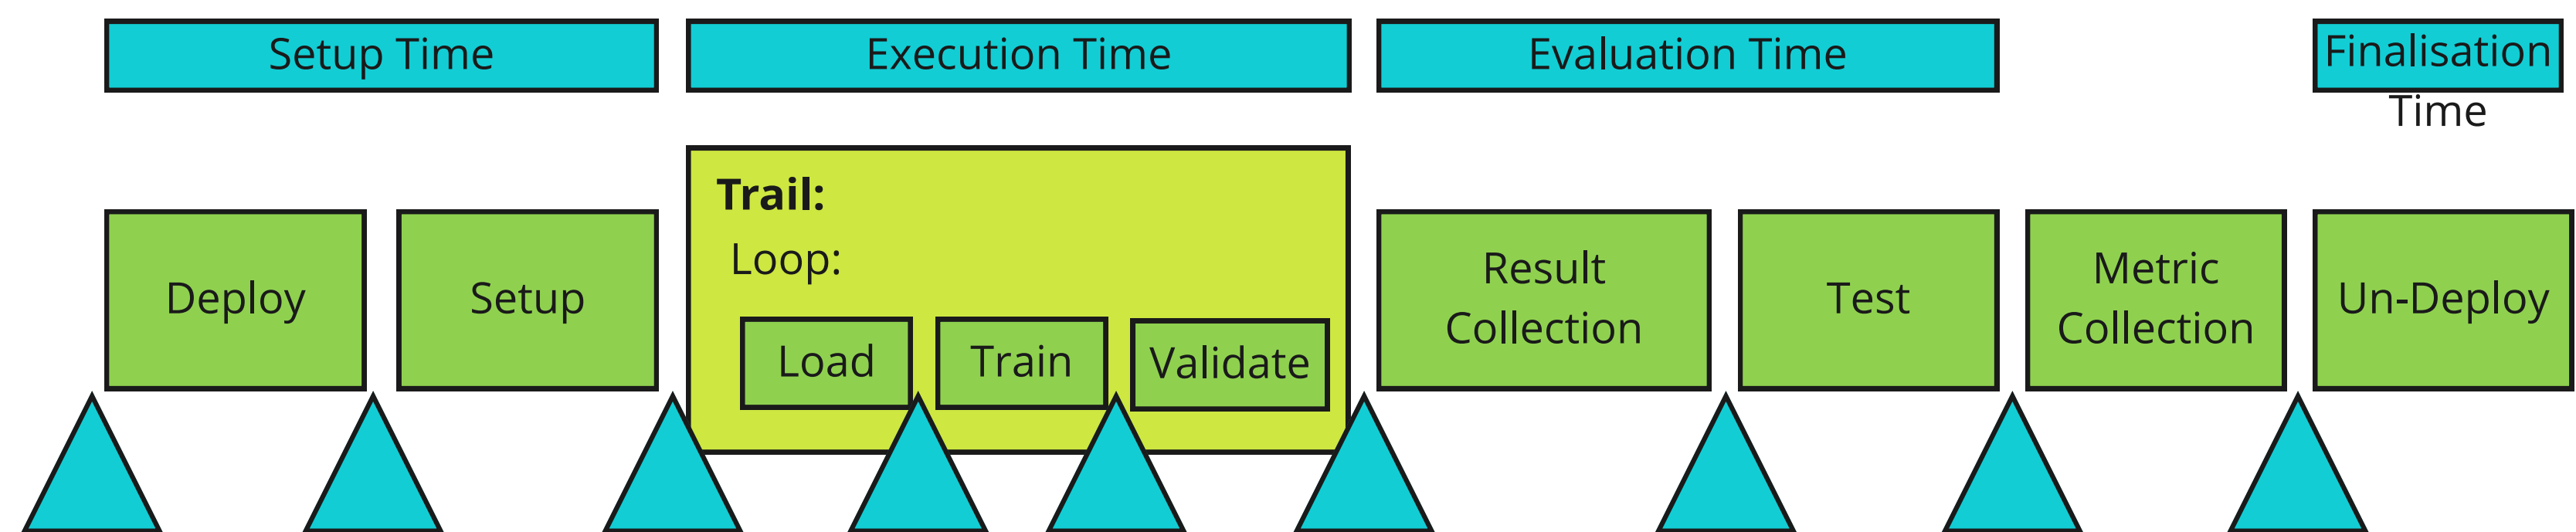 Setup Time
Execution Time
Evaluation Time
Finalisation
Time
Trail:
Loop:
Deploy
Setup
Load
Train
Validate
Result
Collection
Test
Metric
Collection
Un-Deploy